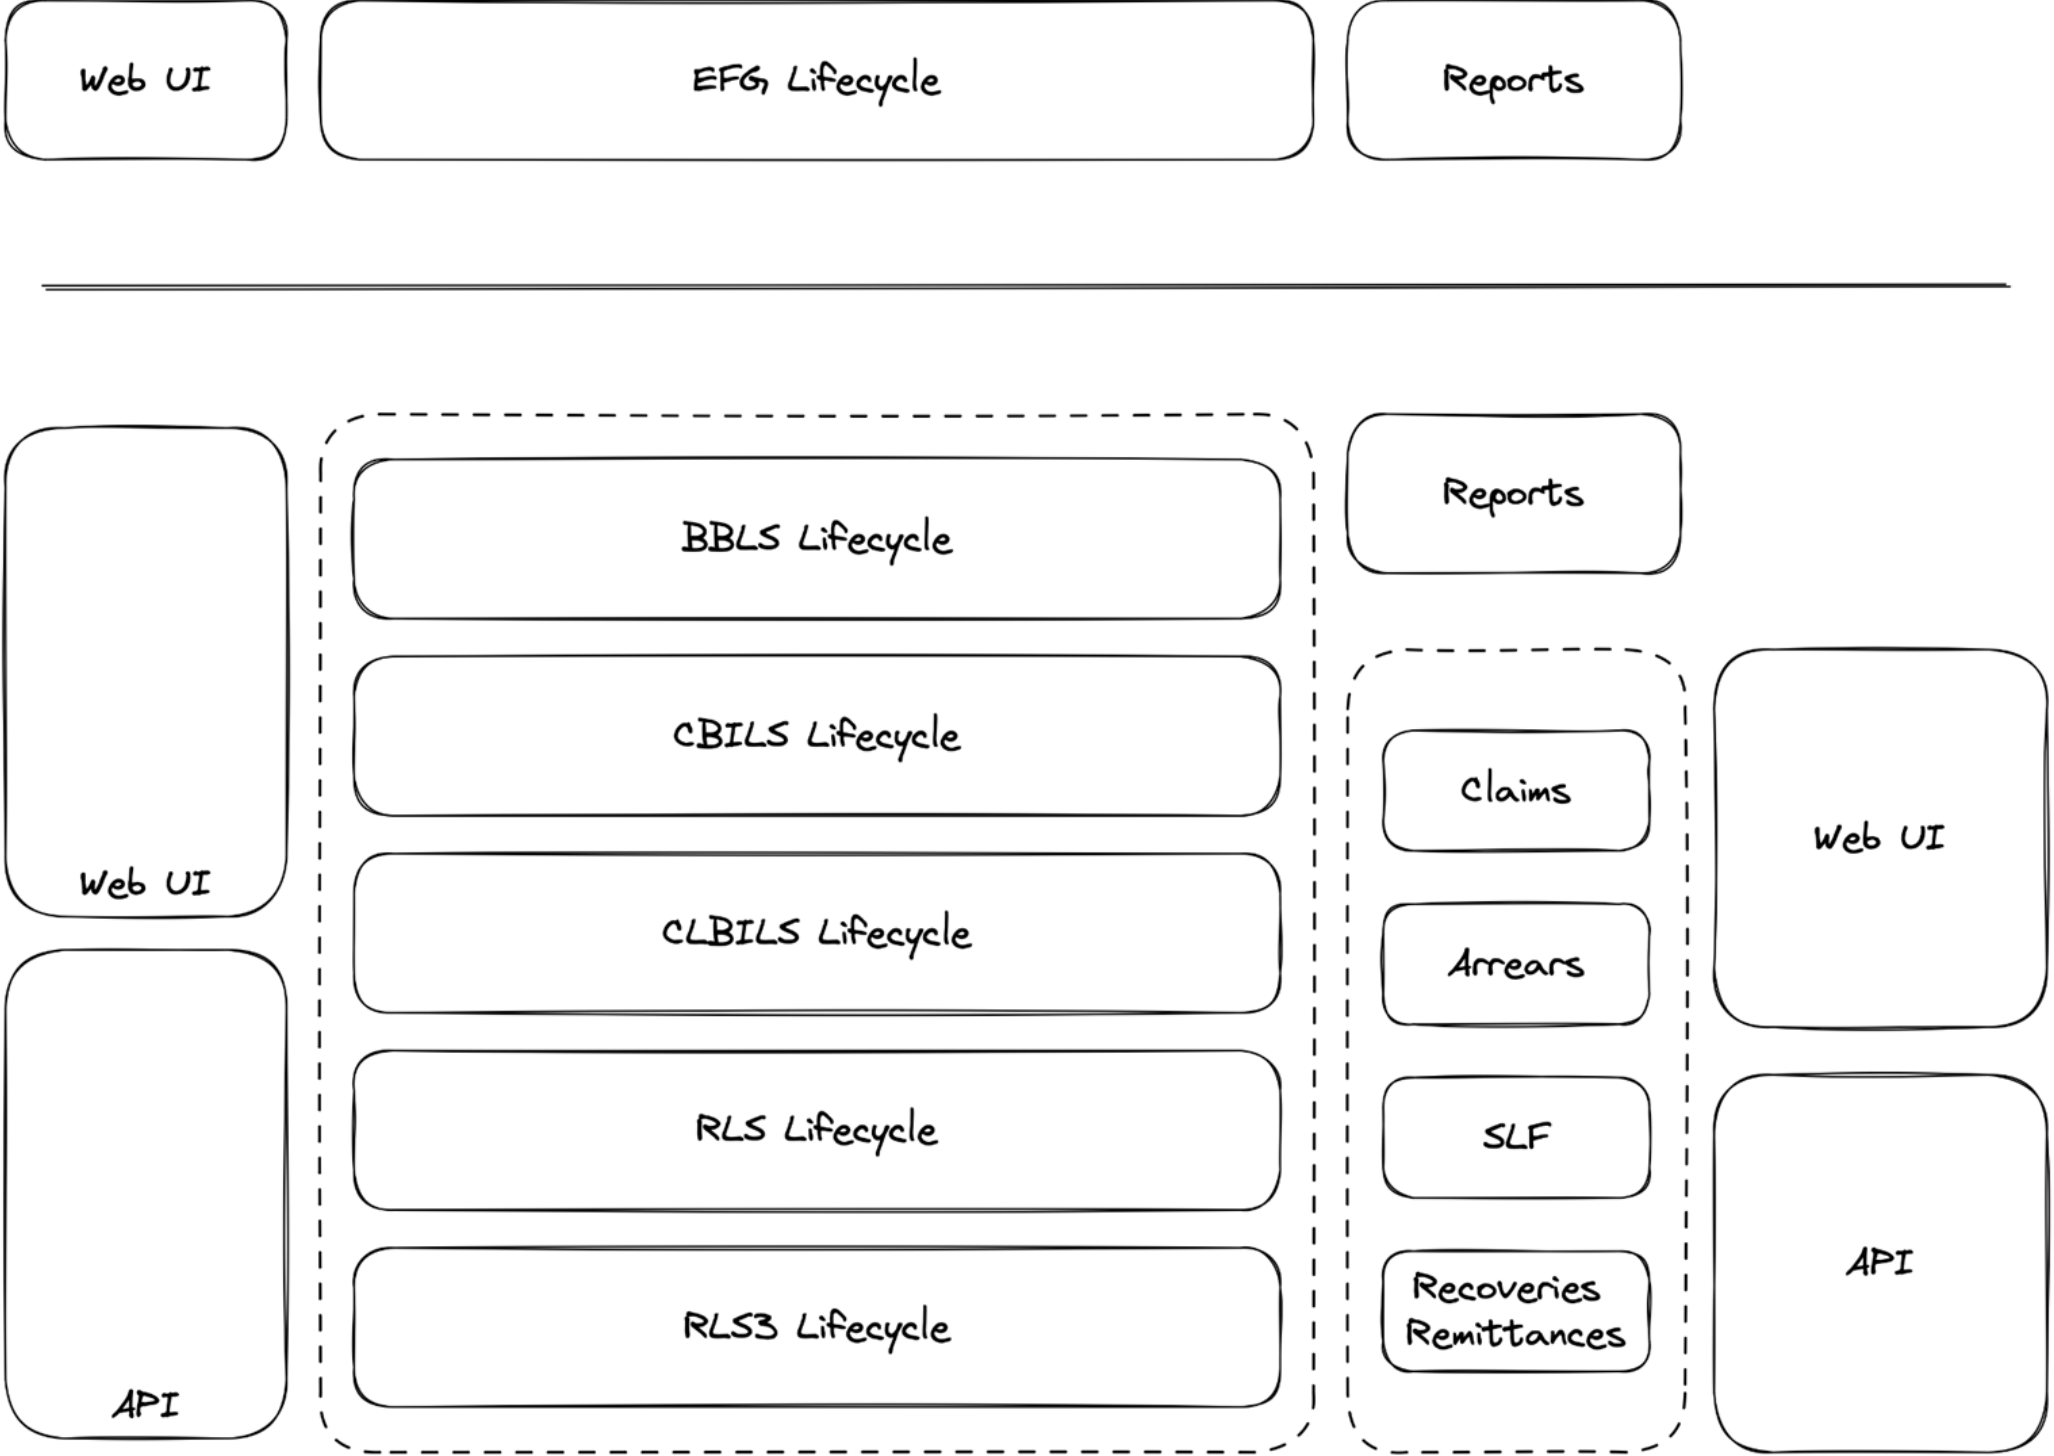 Web UI
EFG Lifecycle
Reports
Web UI
API
BBLS Lifecycle
CBILS Lifecycle
CLBILS Lifecycle
RLS Lifecycle
RLS3 Lifecycle
Reports
Claims
Arrears
SLF
Recoveries
Remittances
Web UI
API